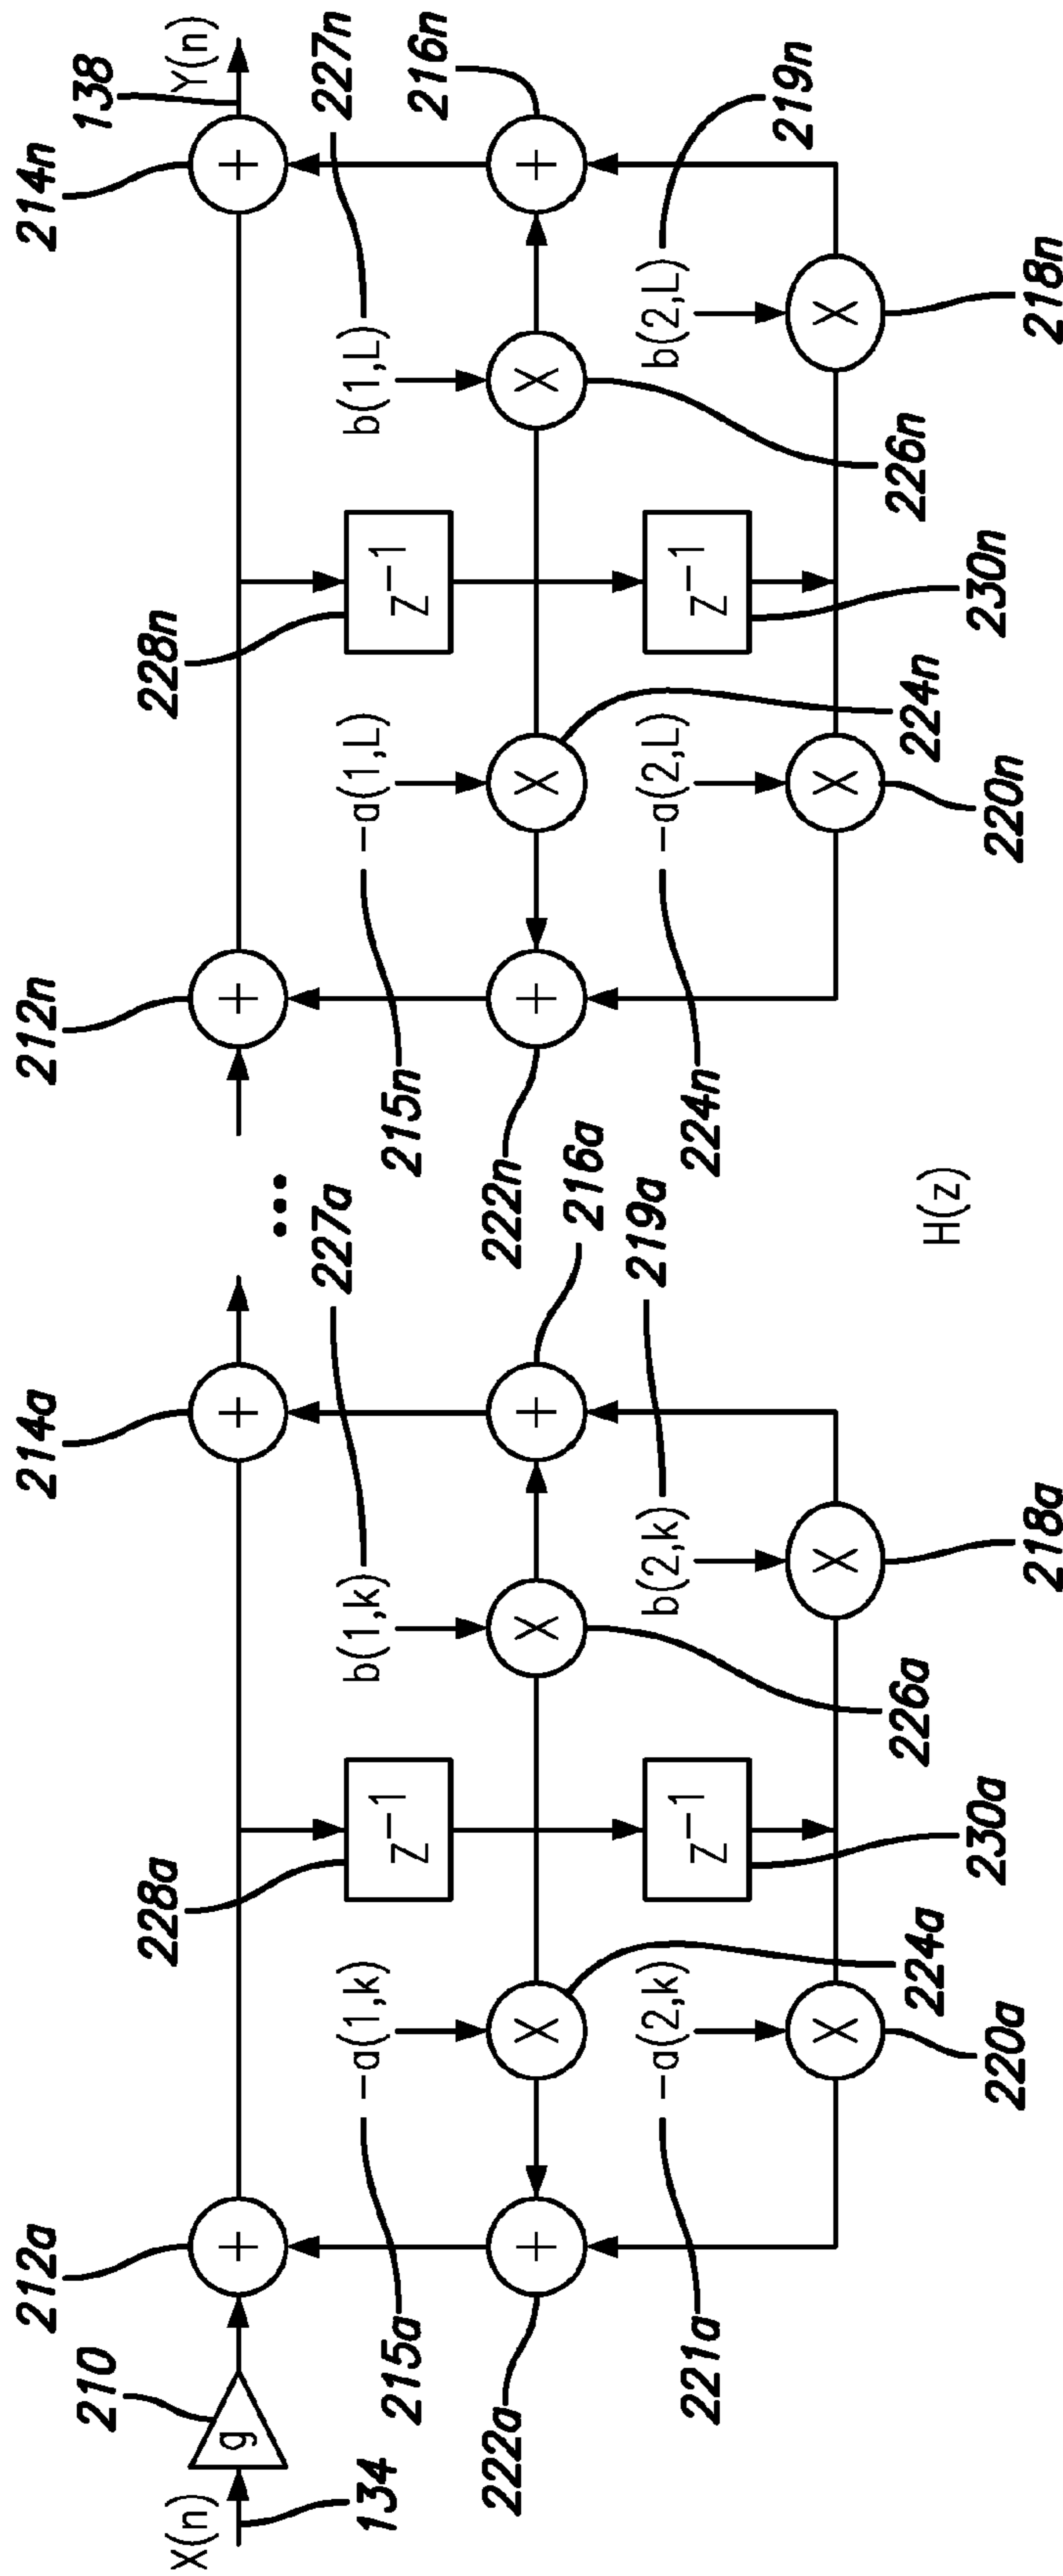 212a 214a 212n 214n
210
X(n) g + + ... + + Y(n)
134 138
228a 227a 228n 227n
215a -a(1,k) z⁻¹ b(1,k) 215n -a(1,L) z⁻¹ b(1,L)
222a + X X + 216a 222n + X X + 216n
221a -a(2,k) z⁻¹ b(2,k) 219a 224n -a(2,L) z⁻¹ b(2,L) 219n
X X X X
224a 226a 224n 226n
220a 230a 218a 220n 230n 218n
H(z)